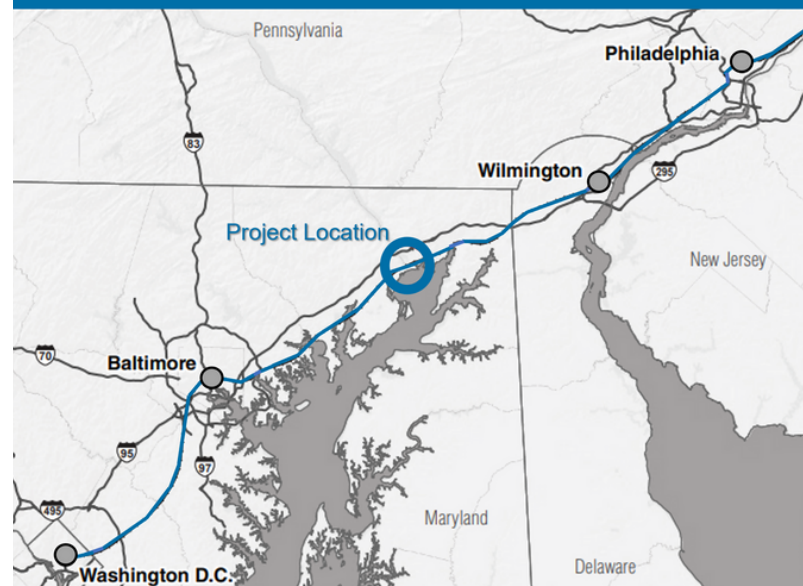 Pennsylvania
Philadelphia
83
Wilmington
295
Project Location
New Jersey
70
Baltimore
95
97
495
Maryland
Washington D.C.
Delaware